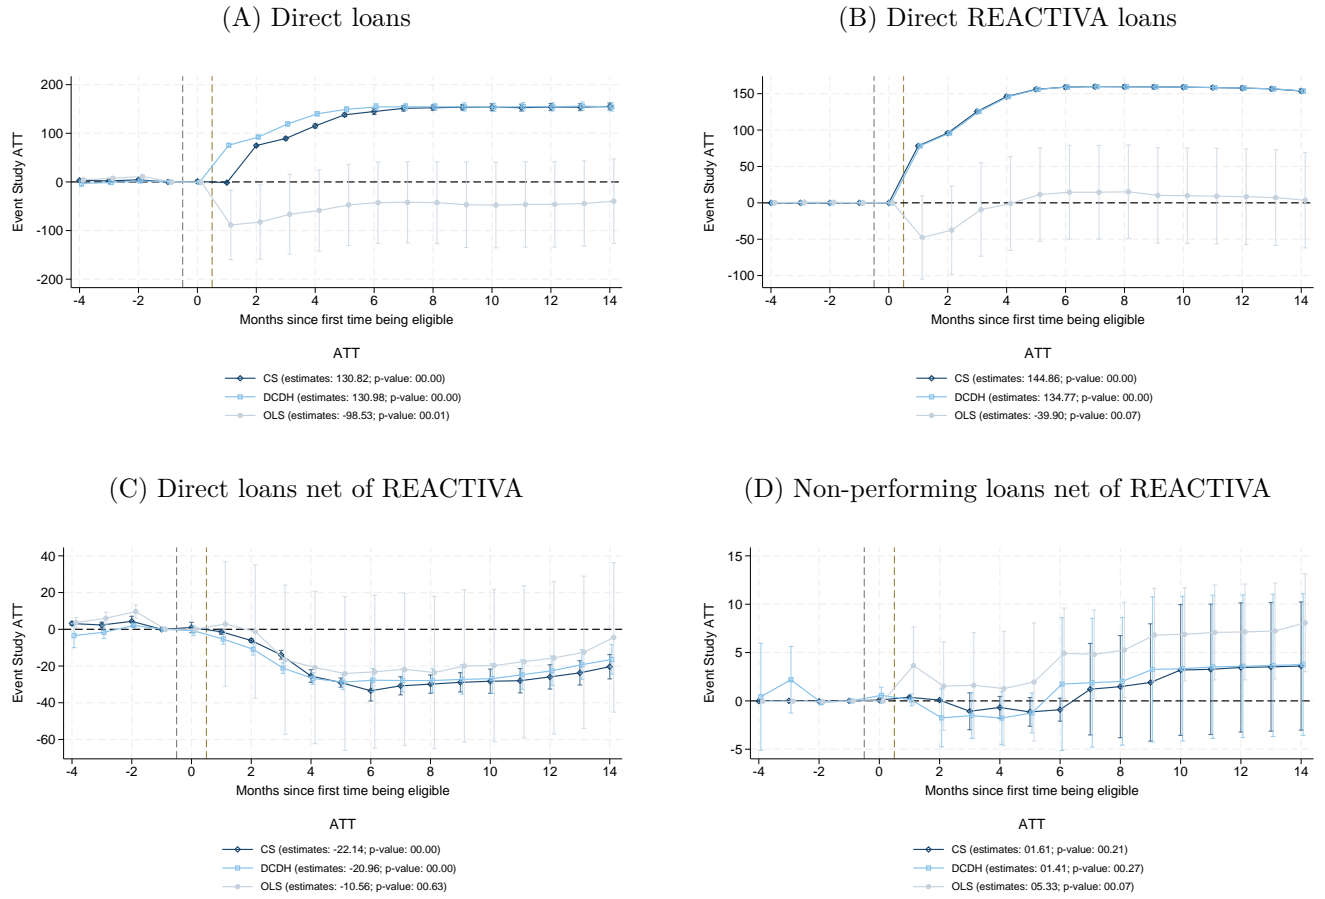 (A) Direct loans
200
100
0
-100
-200
Event Study ATT
-4 -2 0 2 4 6 8 10 12 14
Months since first time being eligible
ATT
CS (estimates: 130.82; p-value: 00.00)
DCDH (estimates: 130.98; p-value: 00.00)
OLS (estimates: -98.53; p-value: 00.01)
(B) Direct REACTIVA loans
150
100
50
0
-50
-100
Event Study ATT
-4 -2 0 2 4 6 8 10 12 14
Months since first time being eligible
ATT
CS (estimates: 144.86; p-value: 00.00)
DCDH (estimates: 134.77; p-value: 00.00)
OLS (estimates: -39.90; p-value: 00.07)
(C) Direct loans net of REACTIVA
40
20
0
-20
-40
-60
Event Study ATT
-4 -2 0 2 4 6 8 10 12 14
Months since first time being eligible
ATT
CS (estimates: -22.14; p-value: 00.00)
DCDH (estimates: -20.96; p-value: 00.00)
OLS (estimates: -10.56; p-value: 00.63)
(D) Non-performing loans net of REACTIVA
15
10
5
0
-5
Event Study ATT
-4 -2 0 2 4 6 8 10 12 14
Months since first time being eligible
ATT
CS (estimates: 01.61; p-value: 00.21)
DCDH (estimates: 01.41; p-value: 00.27)
OLS (estimates: 05.33; p-value: 00.07)